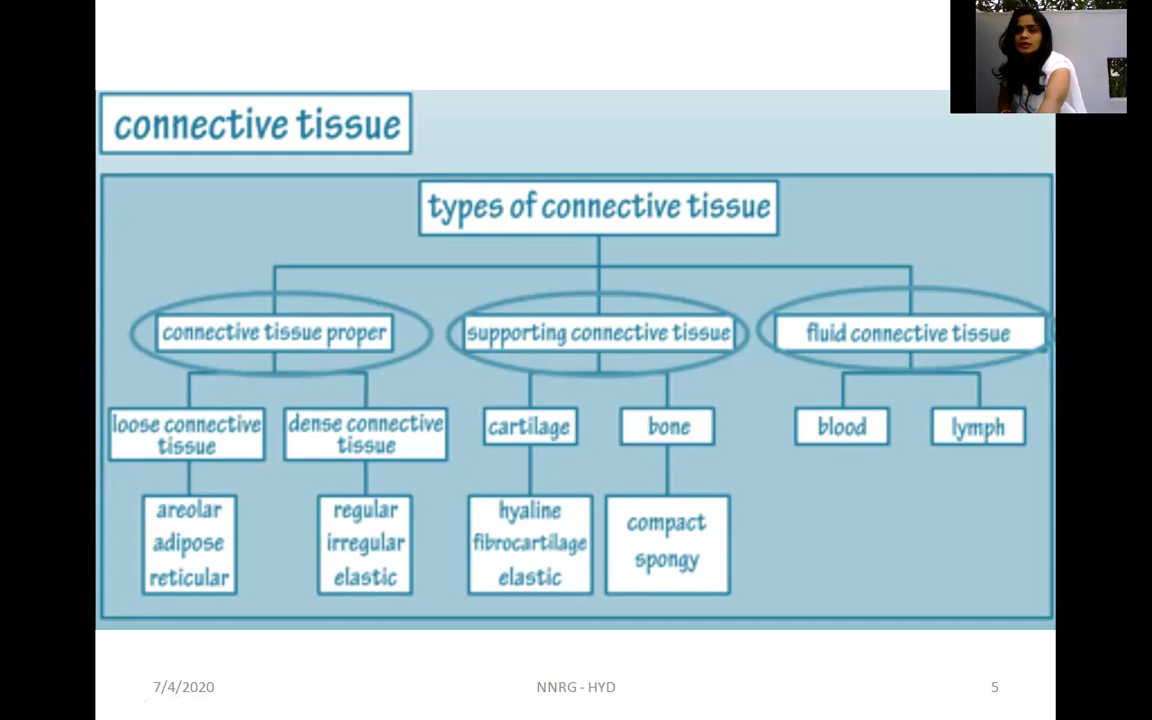 connective tissue
types of connective tissue
connective tissue proper
supporting connective tissue
fluid connective tissue
loose connective
tissue
dense connective
tissue
cartilage
bone
blood
lymph
areolar
adipose
reticular
regular
irregular
elastic
hyaline
fibrocartilage
elastic
compact
spongy
7/4/2020
NNRG - HYD
5